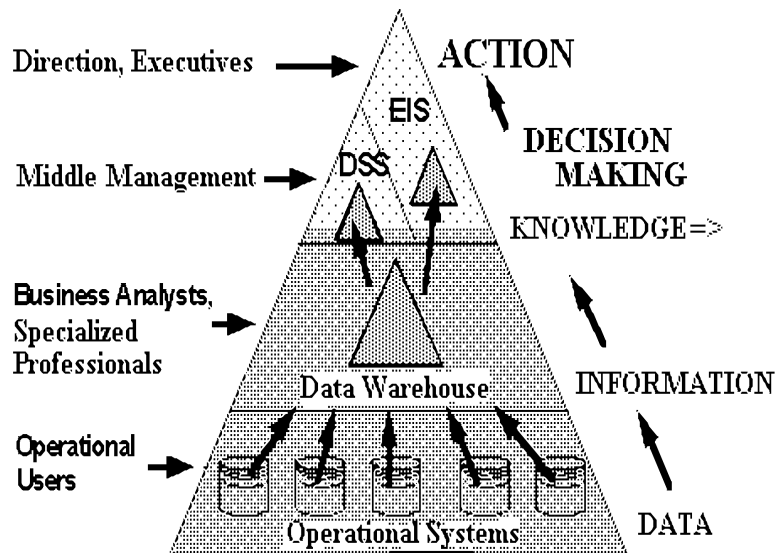 Direction, Executives
ACTION
EIS
DECISION
MAKING
DSS
Middle Management
KNOWLEDGE=>
Business Analysts,
Specialized
Professionals
Data Warehouse
INFORMATION
Operational
Users
Operational Systems
DATA